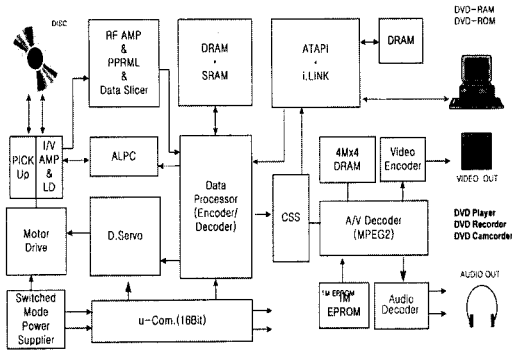 DISC
RF AMP
&
PPRML
&
Data Slicer
DRAM
·
SRAM
ATAPI
·
i.LINK
DRAM
DVD-RAM
DVD-ROM
PICK
Up
I/V
AMP
& LD
ALPC
Data
Processor
(Encoder/
Decoder)
4Mx4
DRAM
Video
Encoder
VIDEO OUT
CSS
A/V Decoder
(MPEG2)
DVD Player
DVD Recorder
DVD Camcorder
Motor
Drive
D.Servo
Switched
Mode
Power
Supplier
u-Com.(16Bit)
1M EPROM
1M
EPROM
Audio
Decoder
AUDIO OUT